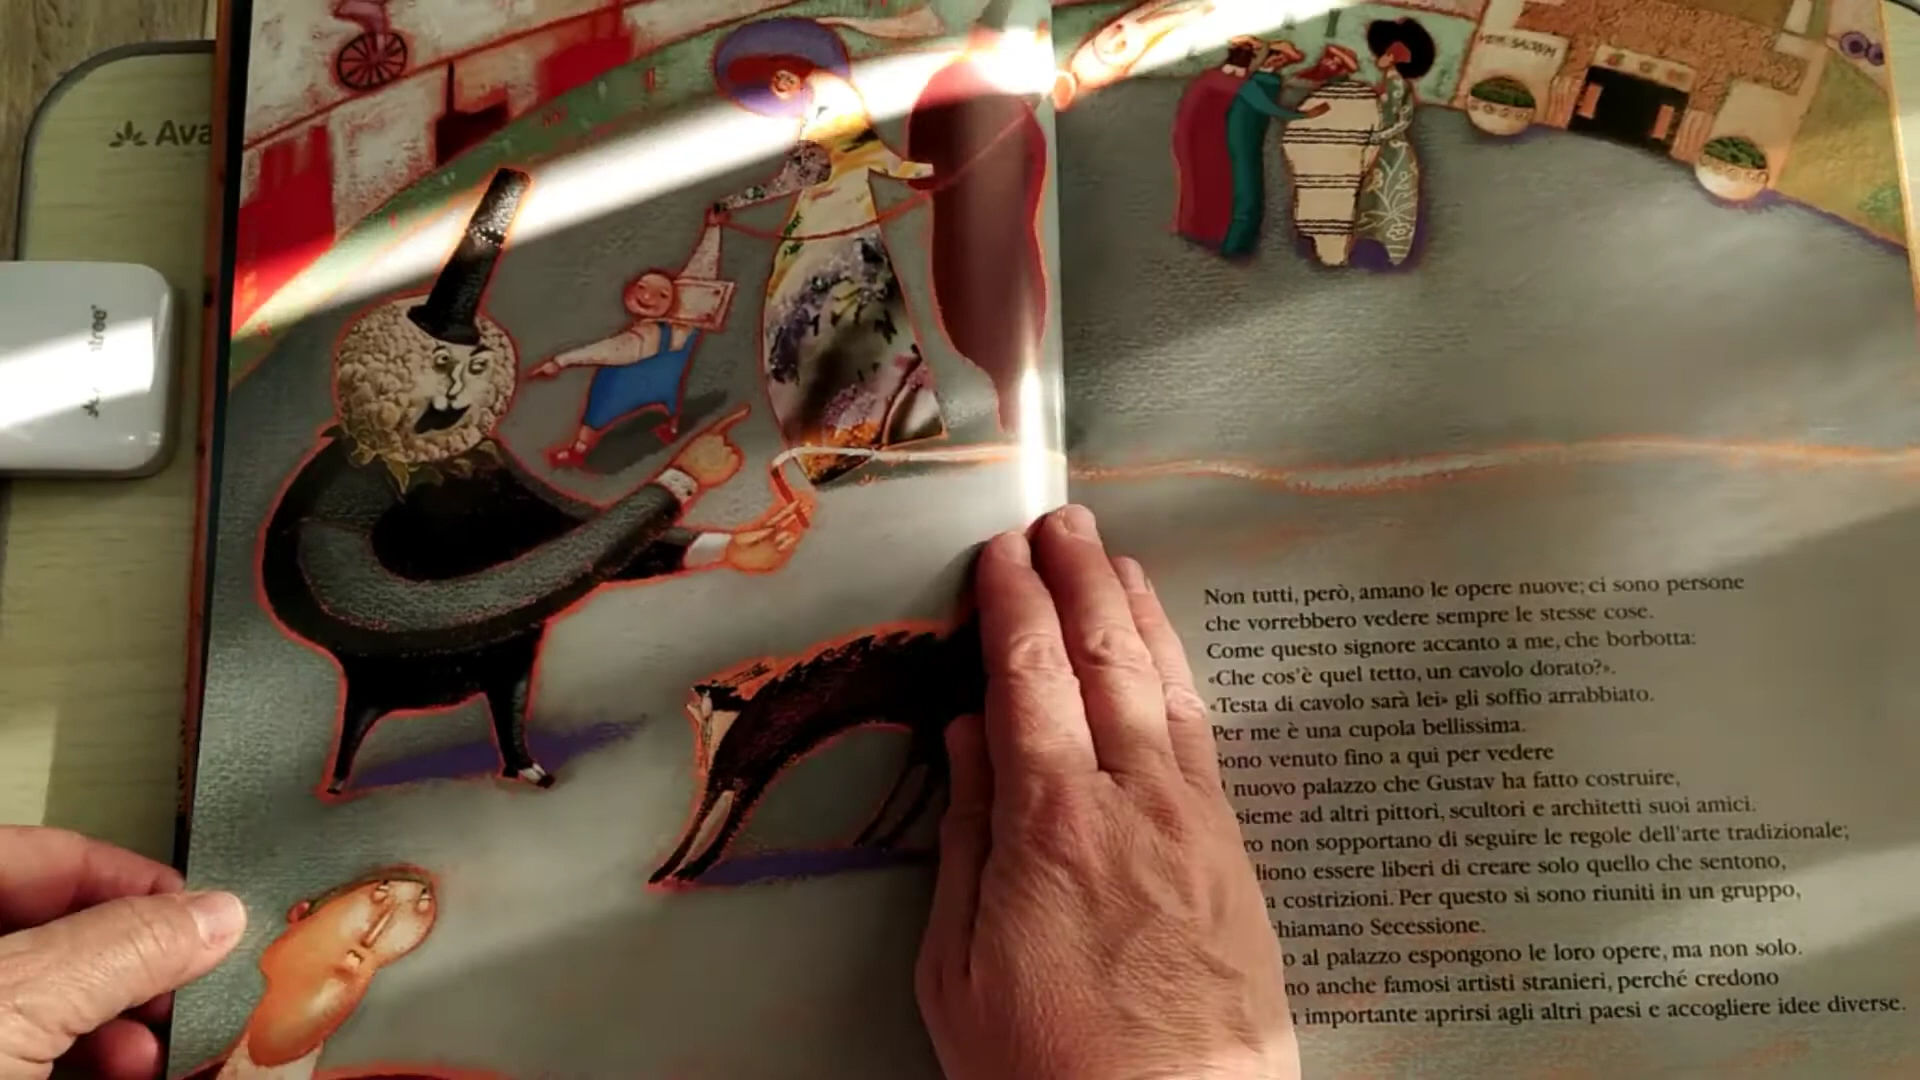 Ava
tree
VER SACRUM
Non tutti, però, amano le opere nuove; ci sono persone
che vorrebbero vedere sempre le stesse cose.
Come questo signore accanto a me, che borbotta:
«Che cos'è quel tetto, un cavolo dorato?».
«Testa di cavolo sarà lei» gli soffio arrabbiato.
Per me è una cupola bellissima.
Sono venuto fino a qui per vedere
nuovo palazzo che Gustav ha fatto costruire,
sieme ad altri pittori, scultori e architetti suoi amici.
ro non sopportano di seguire le regole dell'arte tradizionale;
liono essere liberi di creare solo quello che sentono,
a costrizioni. Per questo si sono riuniti in un gruppo,
hiamano Secessione.
o al palazzo espongono le loro opere, ma non solo.
no anche famosi artisti stranieri, perché credono
importante aprirsi agli altri paesi e accogliere idee diverse.